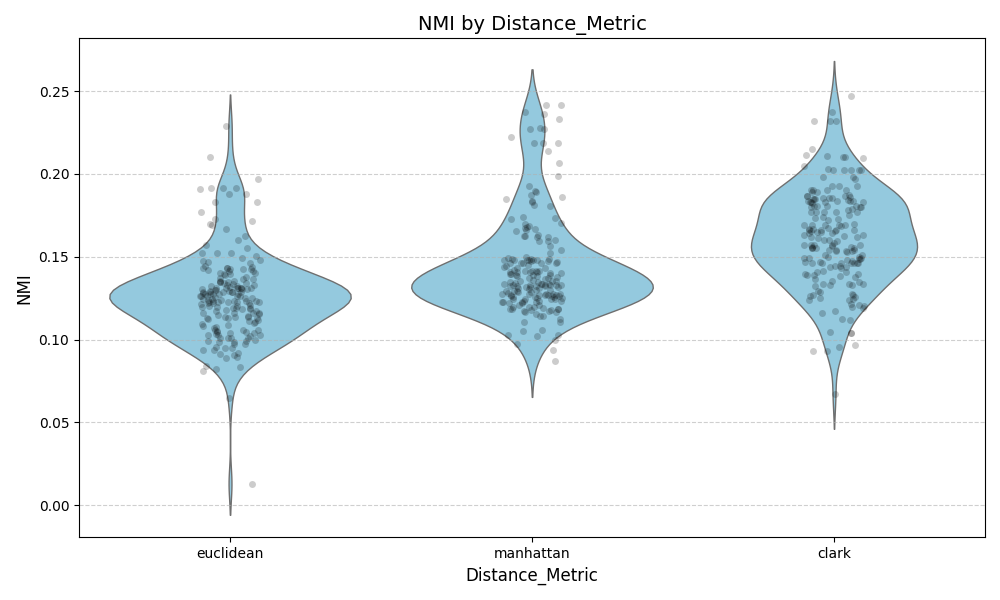 NMI by Distance_Metric
NMI
0.25
0.20
0.15
0.10
0.05
0.00
euclidean manhattan clark
Distance_Metric